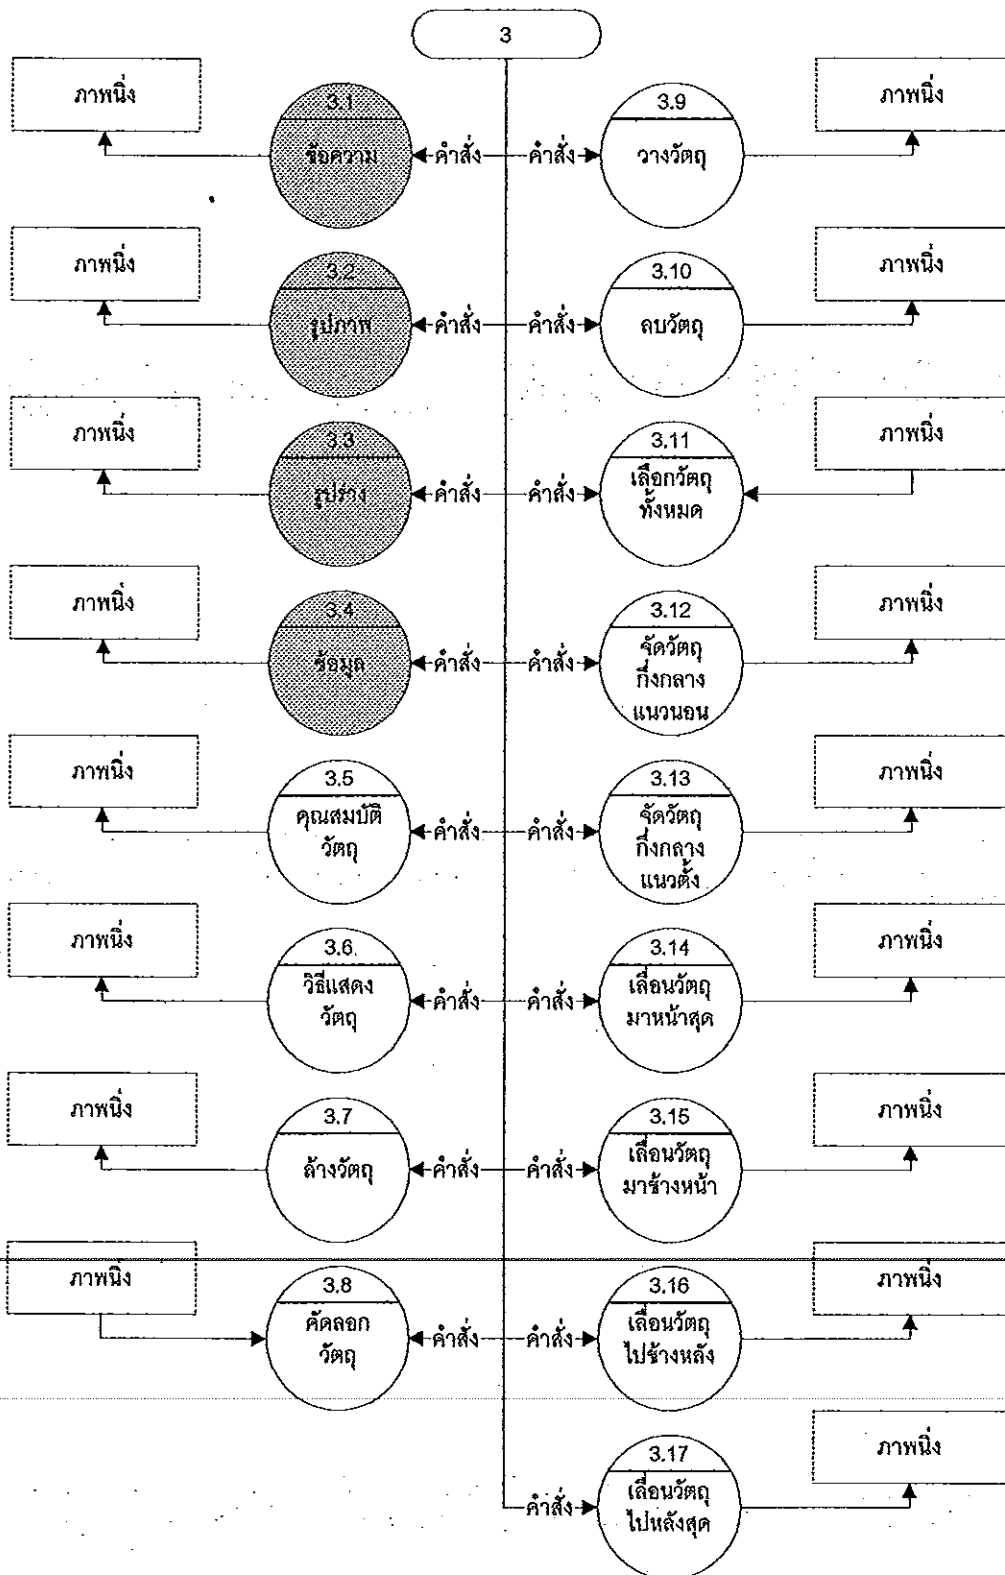 3
ภาพนิ่ง
3.1
ข้อความ
คำสั่ง
คำสั่ง
3.9
วางวัตถุ
ภาพนิ่ง
ภาพนิ่ง
3.2
รูปภาพ
คำสั่ง
คำสั่ง
3.10
ลบวัตถุ
ภาพนิ่ง
ภาพนิ่ง
3.3
รูปร่าง
คำสั่ง
คำสั่ง
3.11
เลือกวัตถุ
ทั้งหมด
ภาพนิ่ง
ภาพนิ่ง
3.4
ข้อมูล
คำสั่ง
คำสั่ง
3.12
จัดวัตถุ
กึ่งกลาง
แนวนอน
ภาพนิ่ง
ภาพนิ่ง
3.5
คุณสมบัติ
วัตถุ
คำสั่ง
คำสั่ง
3.13
จัดวัตถุ
กึ่งกลาง
แนวตั้ง
ภาพนิ่ง
ภาพนิ่ง
3.6
วิธีแสดง
วัตถุ
คำสั่ง
คำสั่ง
3.14
เลื่อนวัตถุ
มาหน้าสุด
ภาพนิ่ง
ภาพนิ่ง
3.7
ล้างวัตถุ
คำสั่ง
คำสั่ง
3.15
เลื่อนวัตถุ
มาข้างหน้า
ภาพนิ่ง
ภาพนิ่ง
3.8
คัดลอก
วัตถุ
คำสั่ง
คำสั่ง
3.16
เลื่อนวัตถุ
ไปข้างหลัง
ภาพนิ่ง
คำสั่ง
3.17
เลื่อนวัตถุ
ไปหลังสุด
ภาพนิ่ง